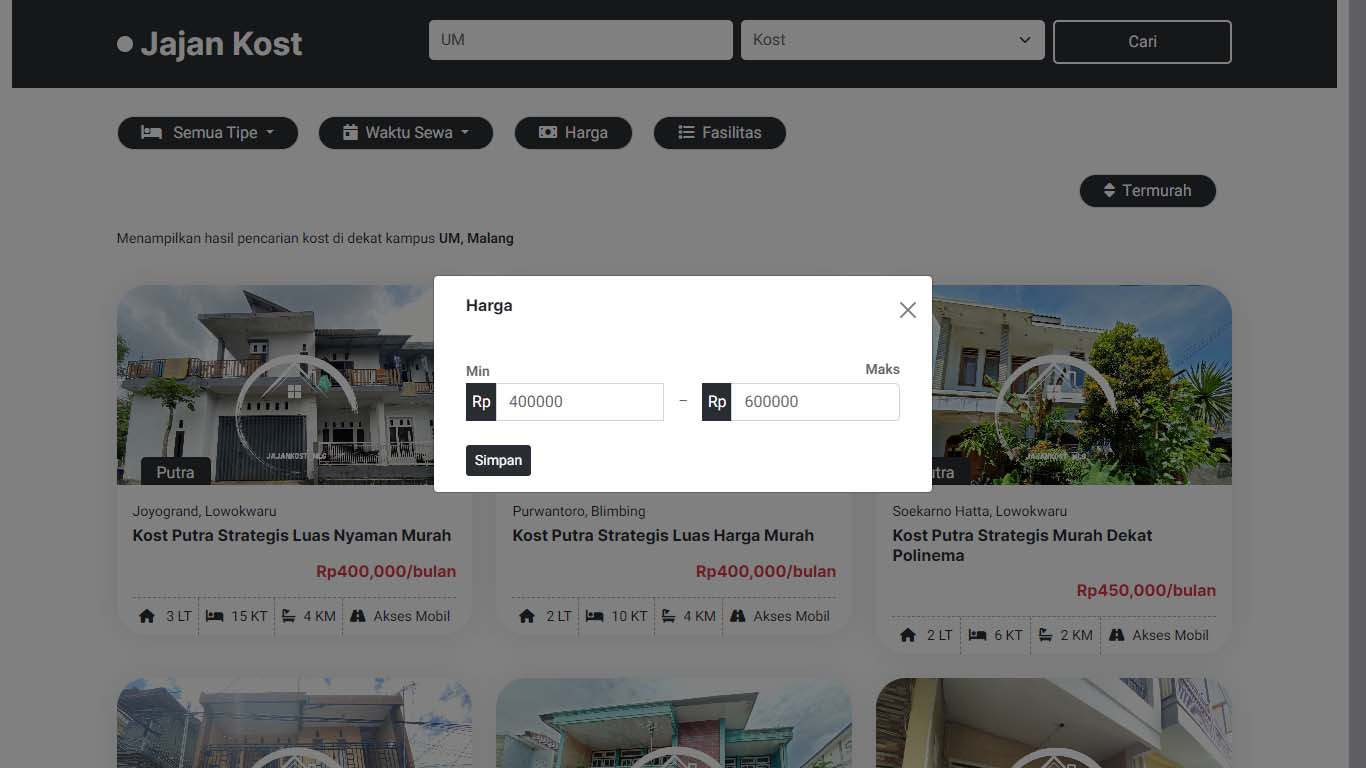 Jajan Kost
UM
Kost
Cari
Semua Tipe
Waktu Sewa
Harga
Fasilitas
Termurah
Menampilkan hasil pencarian kost di dekat kampus UM, Malang
Harga
Min
Maks
Rp 400000 – Rp 600000
Simpan
JAJANKOST MLG
Putra
Joyogrand, Lowokwaru
Kost Putra Strategis Luas Nyaman Murah
Rp400,000/bulan
3 LT 15 KT 4 KM Akses Mobil
Purwantoro, Blimbing
Kost Putra Strategis Luas Harga Murah
Rp400,000/bulan
2 LT 10 KT 4 KM Akses Mobil
JAJANKOST MLG
utra
Soekarno Hatta, Lowokwaru
Kost Putra Strategis Murah Dekat
Polinema
Rp450,000/bulan
2 LT 6 KT 2 KM Akses Mobil